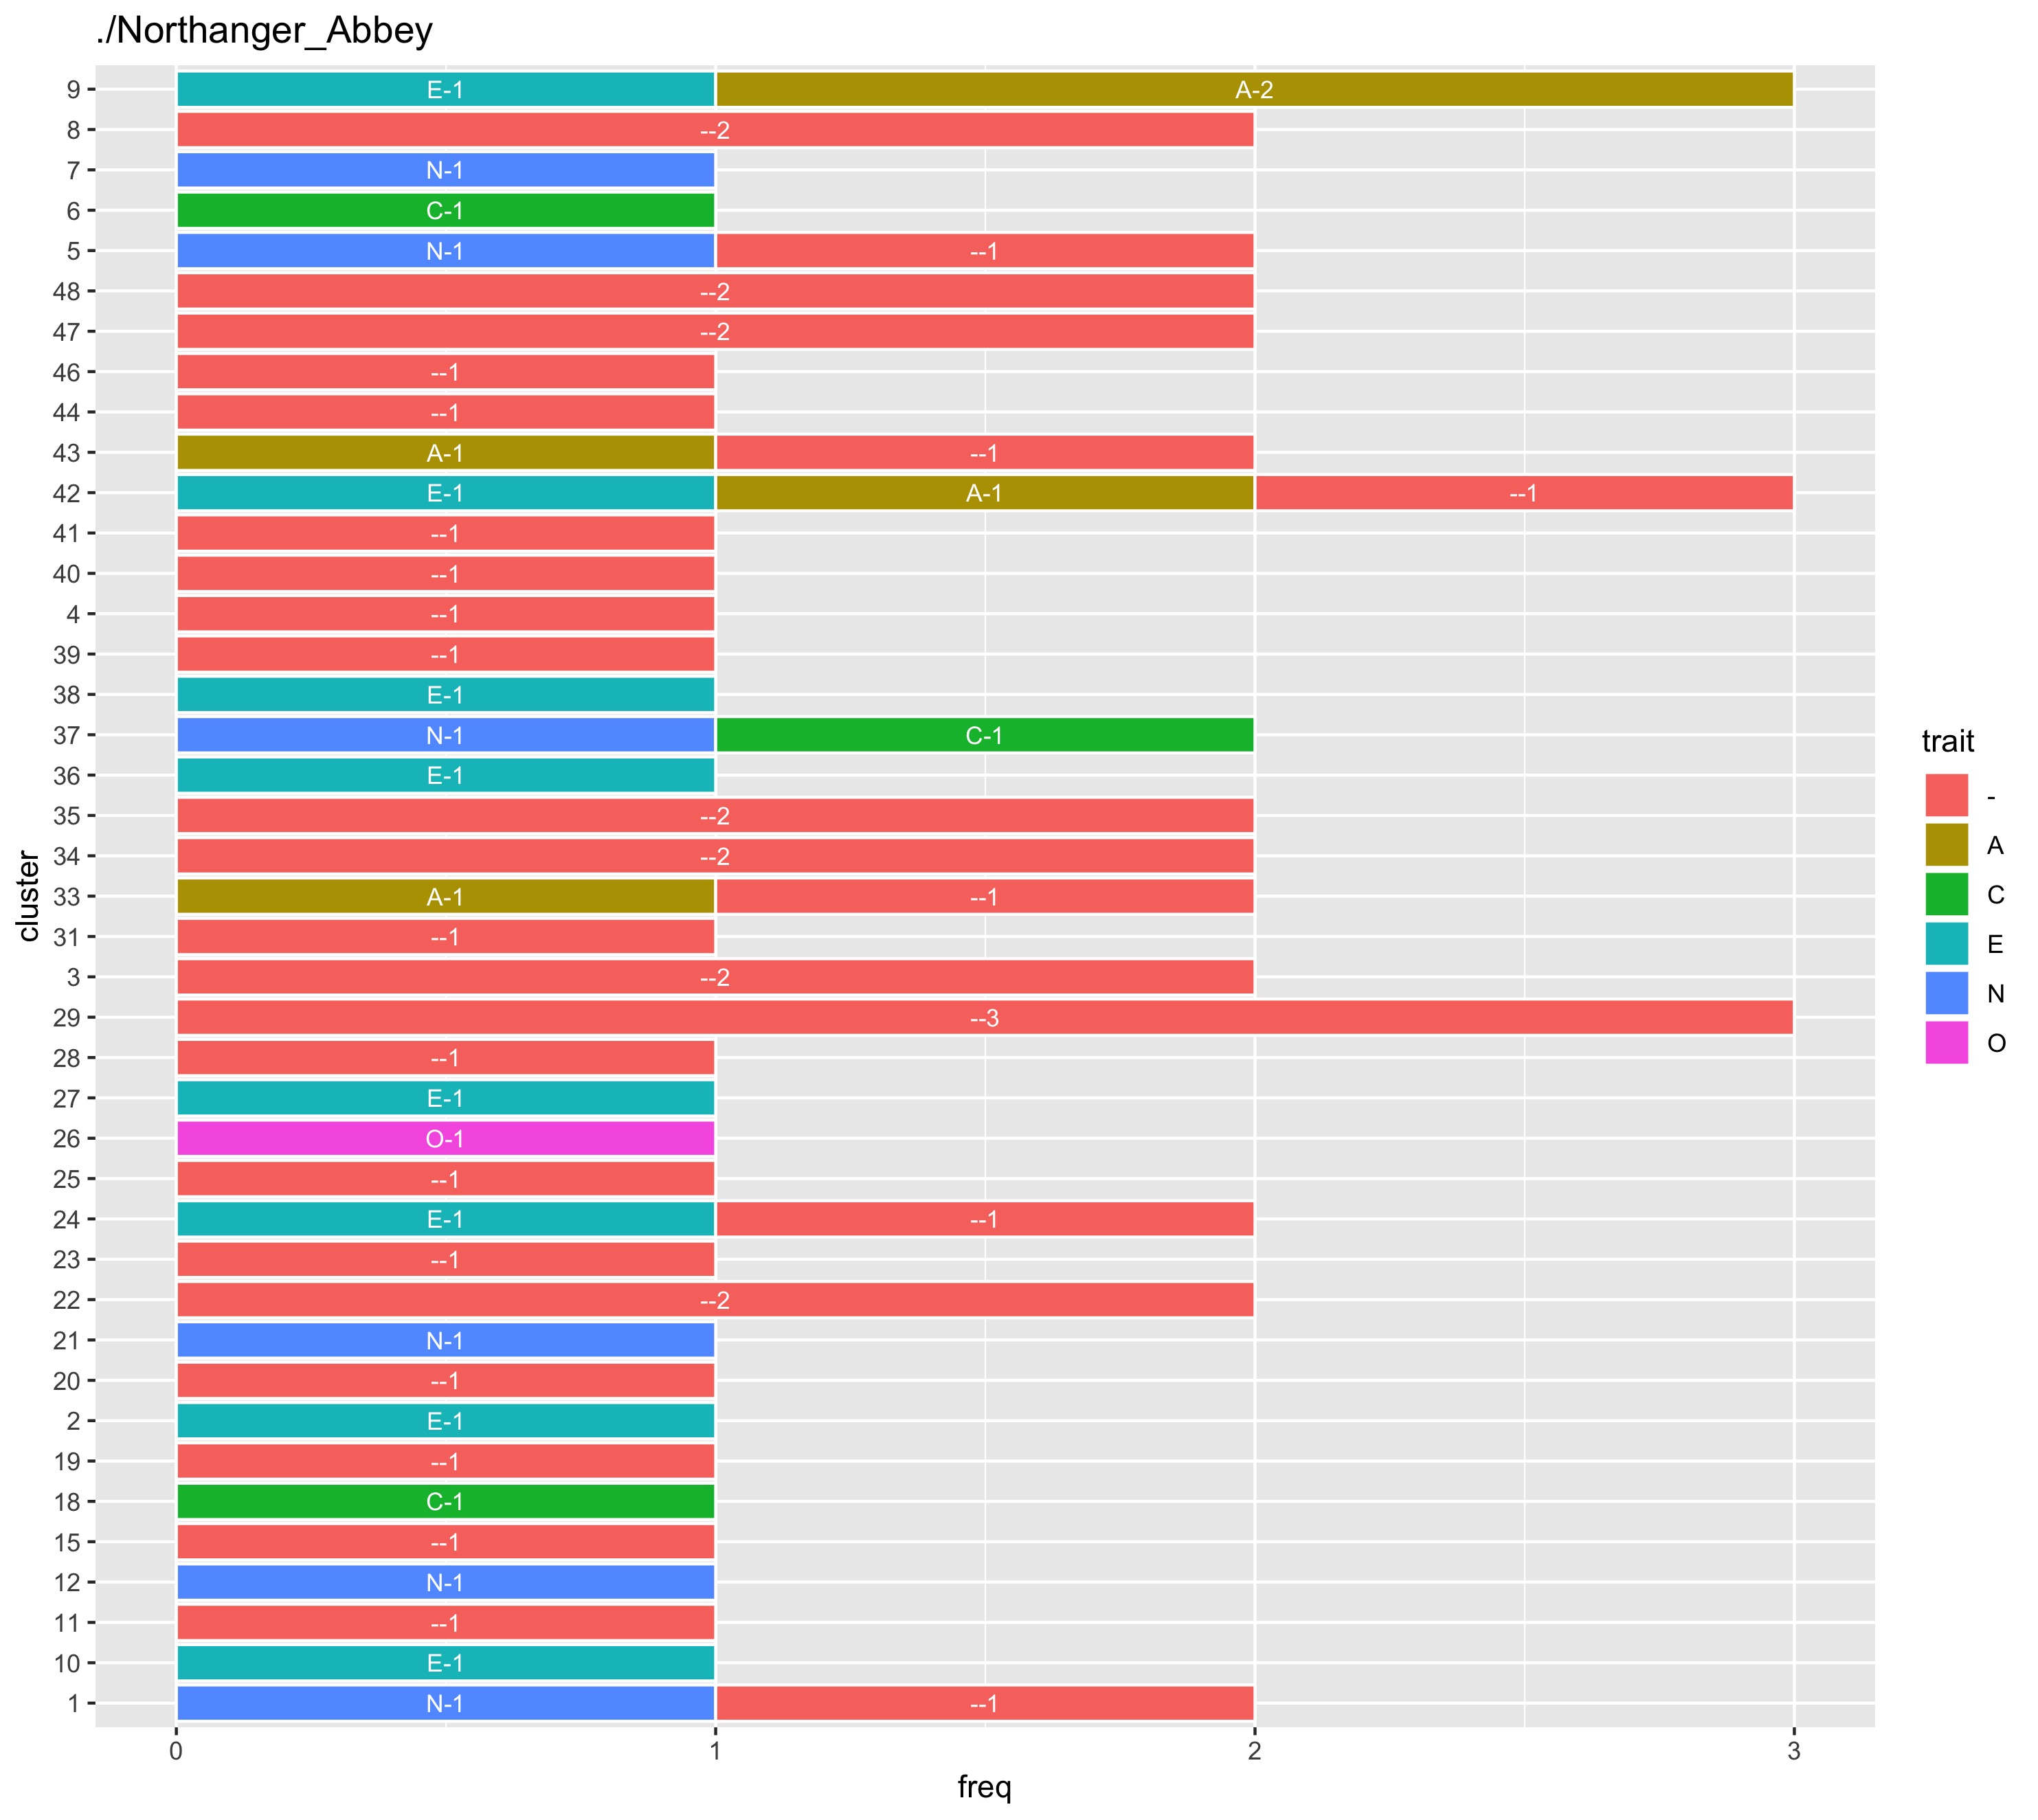 ./Northanger_Abbey
9 E-1 A-2
8 --2
7 N-1
6 C-1
5 N-1 --1
48 --2
47 --2
46 --1
44 --1
43 A-1 --1
42 E-1 A-1 --1
41 --1
40 --1
4 --1
39 --1
38 E-1
37 N-1 C-1
36 E-1
35 --2
34 --2
33 A-1 --1
31 --1
3 --2
29 --3
28 --1
27 E-1
26 O-1
25 --1
24 E-1 --1
23 --1
22 --2
21 N-1
20 --1
2 E-1
19 --1
18 C-1
15 --1
12 N-1
11 --1
10 E-1
1 N-1 --1
0 1 2 3
freq
cluster
trait
-
A
C
E
N
O